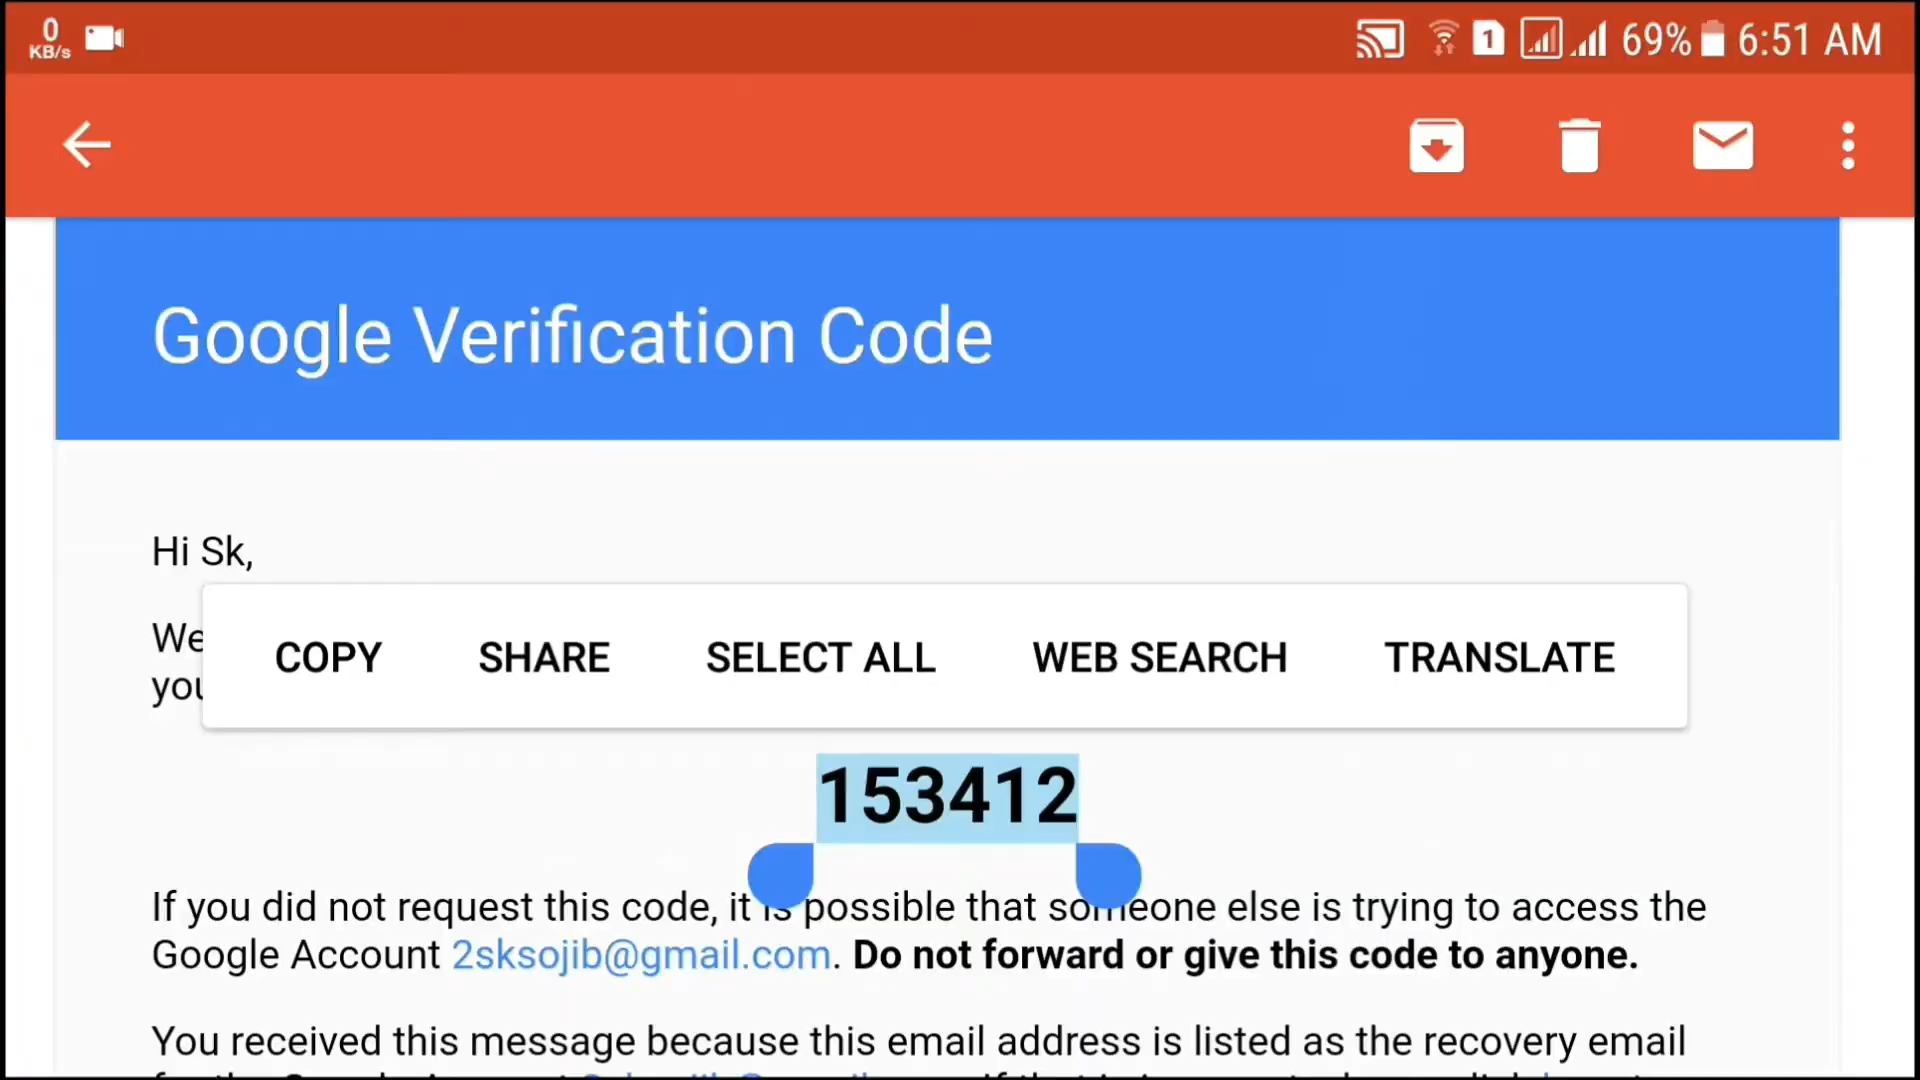 0
KB/s
1
69%
6:51 AM
Google Verification Code
Hi Sk,
We
you
COPY SHARE SELECT ALL WEB SEARCH TRANSLATE
153412
If you did not request this code, it is possible that someone else is trying to access the
Google Account 2sksojib@gmail.com. Do not forward or give this code to anyone.
You received this message because this email address is listed as the recovery email